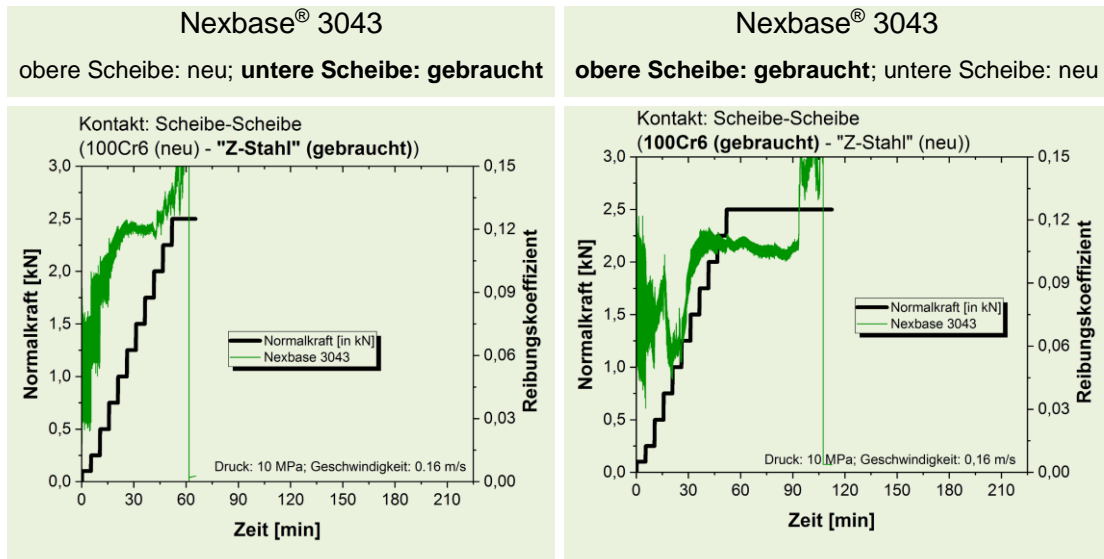 Nexbase® 3043
obere Scheibe: neu; untere Scheibe: gebraucht
Kontakt: Scheibe-Scheibe
(100Cr6 (neu) - "Z-Stahl" (gebraucht))
3,0
2,5
2,0
1,5
1,0
0,5
0,0
Normalkraft [kN]
0,15
0,12
0,09
0,06
0,03
0,00
Reibungskoeffizient
Normalkraft [in kN]
Nexbase 3043
Druck: 10 MPa; Geschwindigkeit: 0.16 m/s
0 30 60 90 120 150 180 210
Zeit [min]
Nexbase® 3043
obere Scheibe: gebraucht; untere Scheibe: neu
Kontakt: Scheibe-Scheibe
(100Cr6 (gebraucht) - "Z-Stahl" (neu))
3,0
2,5
2,0
1,5
1,0
0,5
0,0
Normalkraft [kN]
0,15
0,12
0,09
0,06
0,03
0,00
Reibungskoeffizient
Normalkraft [in kN]
Nexbase 3043
Druck: 10 MPa; Geschwindigkeit: 0,16 m/s
0 30 60 90 120 150 180 210
Zeit [min]